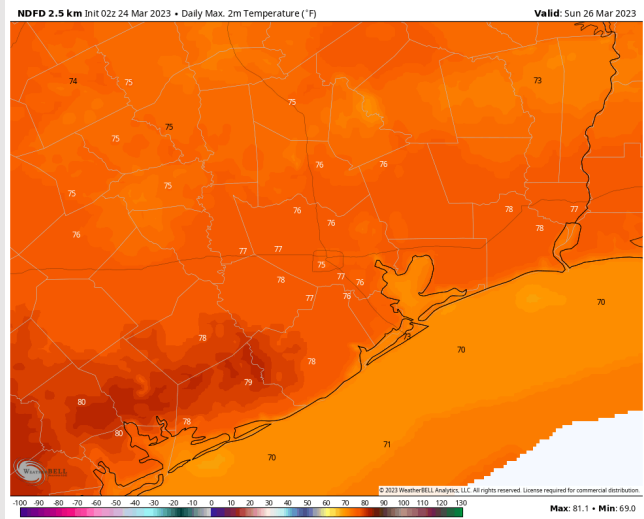 NDFD 2.5 km Init 02z 24 Mar 2023 • Daily Max. 2m Temperature (°F) Valid: Sun 26 Mar 2023
74 75 73
75
75 75
76 76
75 75
76 76 78 77
76 78
77 77
75
78 77 76
77 76 70
73
78 70
78
79
80
78
80
71
70
WeatherBELL
© 2023 WeatherBELL Analytics, LLC. All rights reserved. License required for commercial distribution.
-100 -90 -80 -70 -60 -50 -40 -30 -20 -10 0 10 20 30 40 50 60 70 80 90 100 110 120 130
Max: 81.1 • Min: 69.0